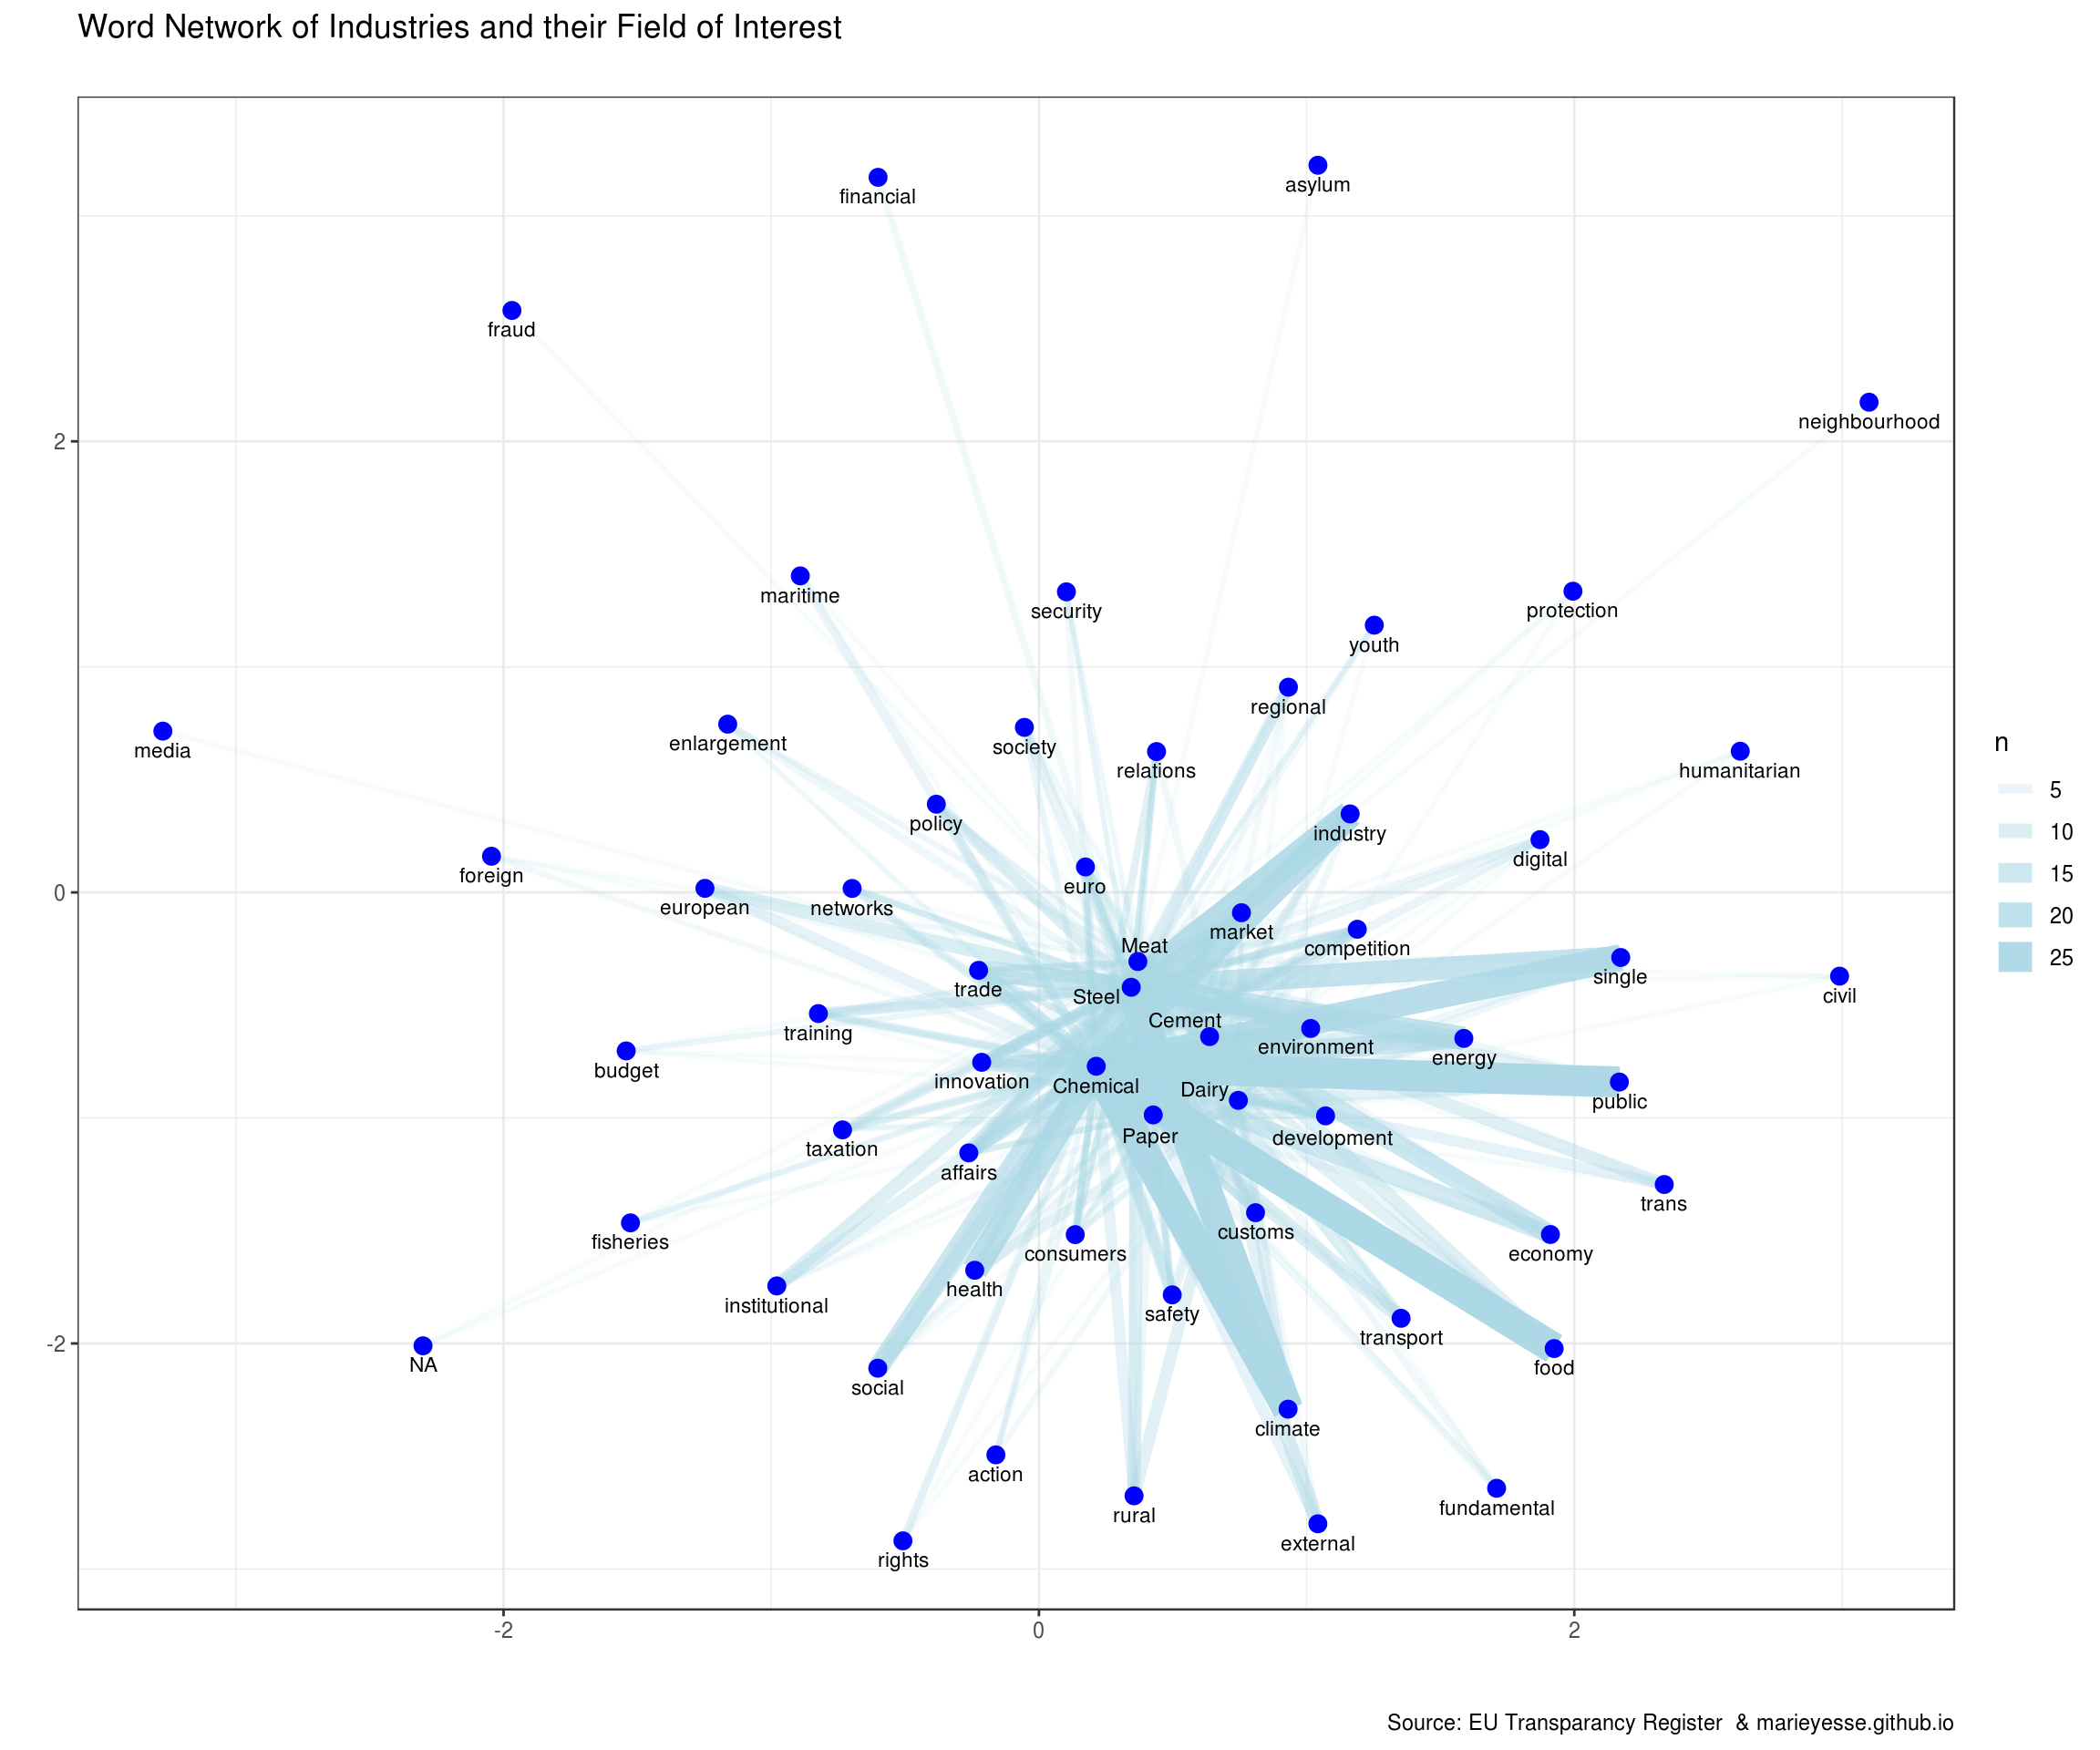 Word Network of Industries and their Field of Interest
asylum
financial
fraud
neighbourhood
2
maritime
security
protection
youth
regional
enlargement
society
media
relations
humanitarian
n
policy
industry
5
digital
10
foreign
euro
15
0
european
networks
market
20
Meat
competition
25
single
trade
Steel
civil
Cement
training
environment
energy
budget
innovation
Chemical
Dairy
public
Paper
development
taxation
affairs
trans
customs
fisheries
consumers
economy
health
institutional
safety
transport
-2
NA
food
social
climate
action
fundamental
rural
external
rights
-2
0
2
Source: EU Transparancy Register  & marieyesse.github.io